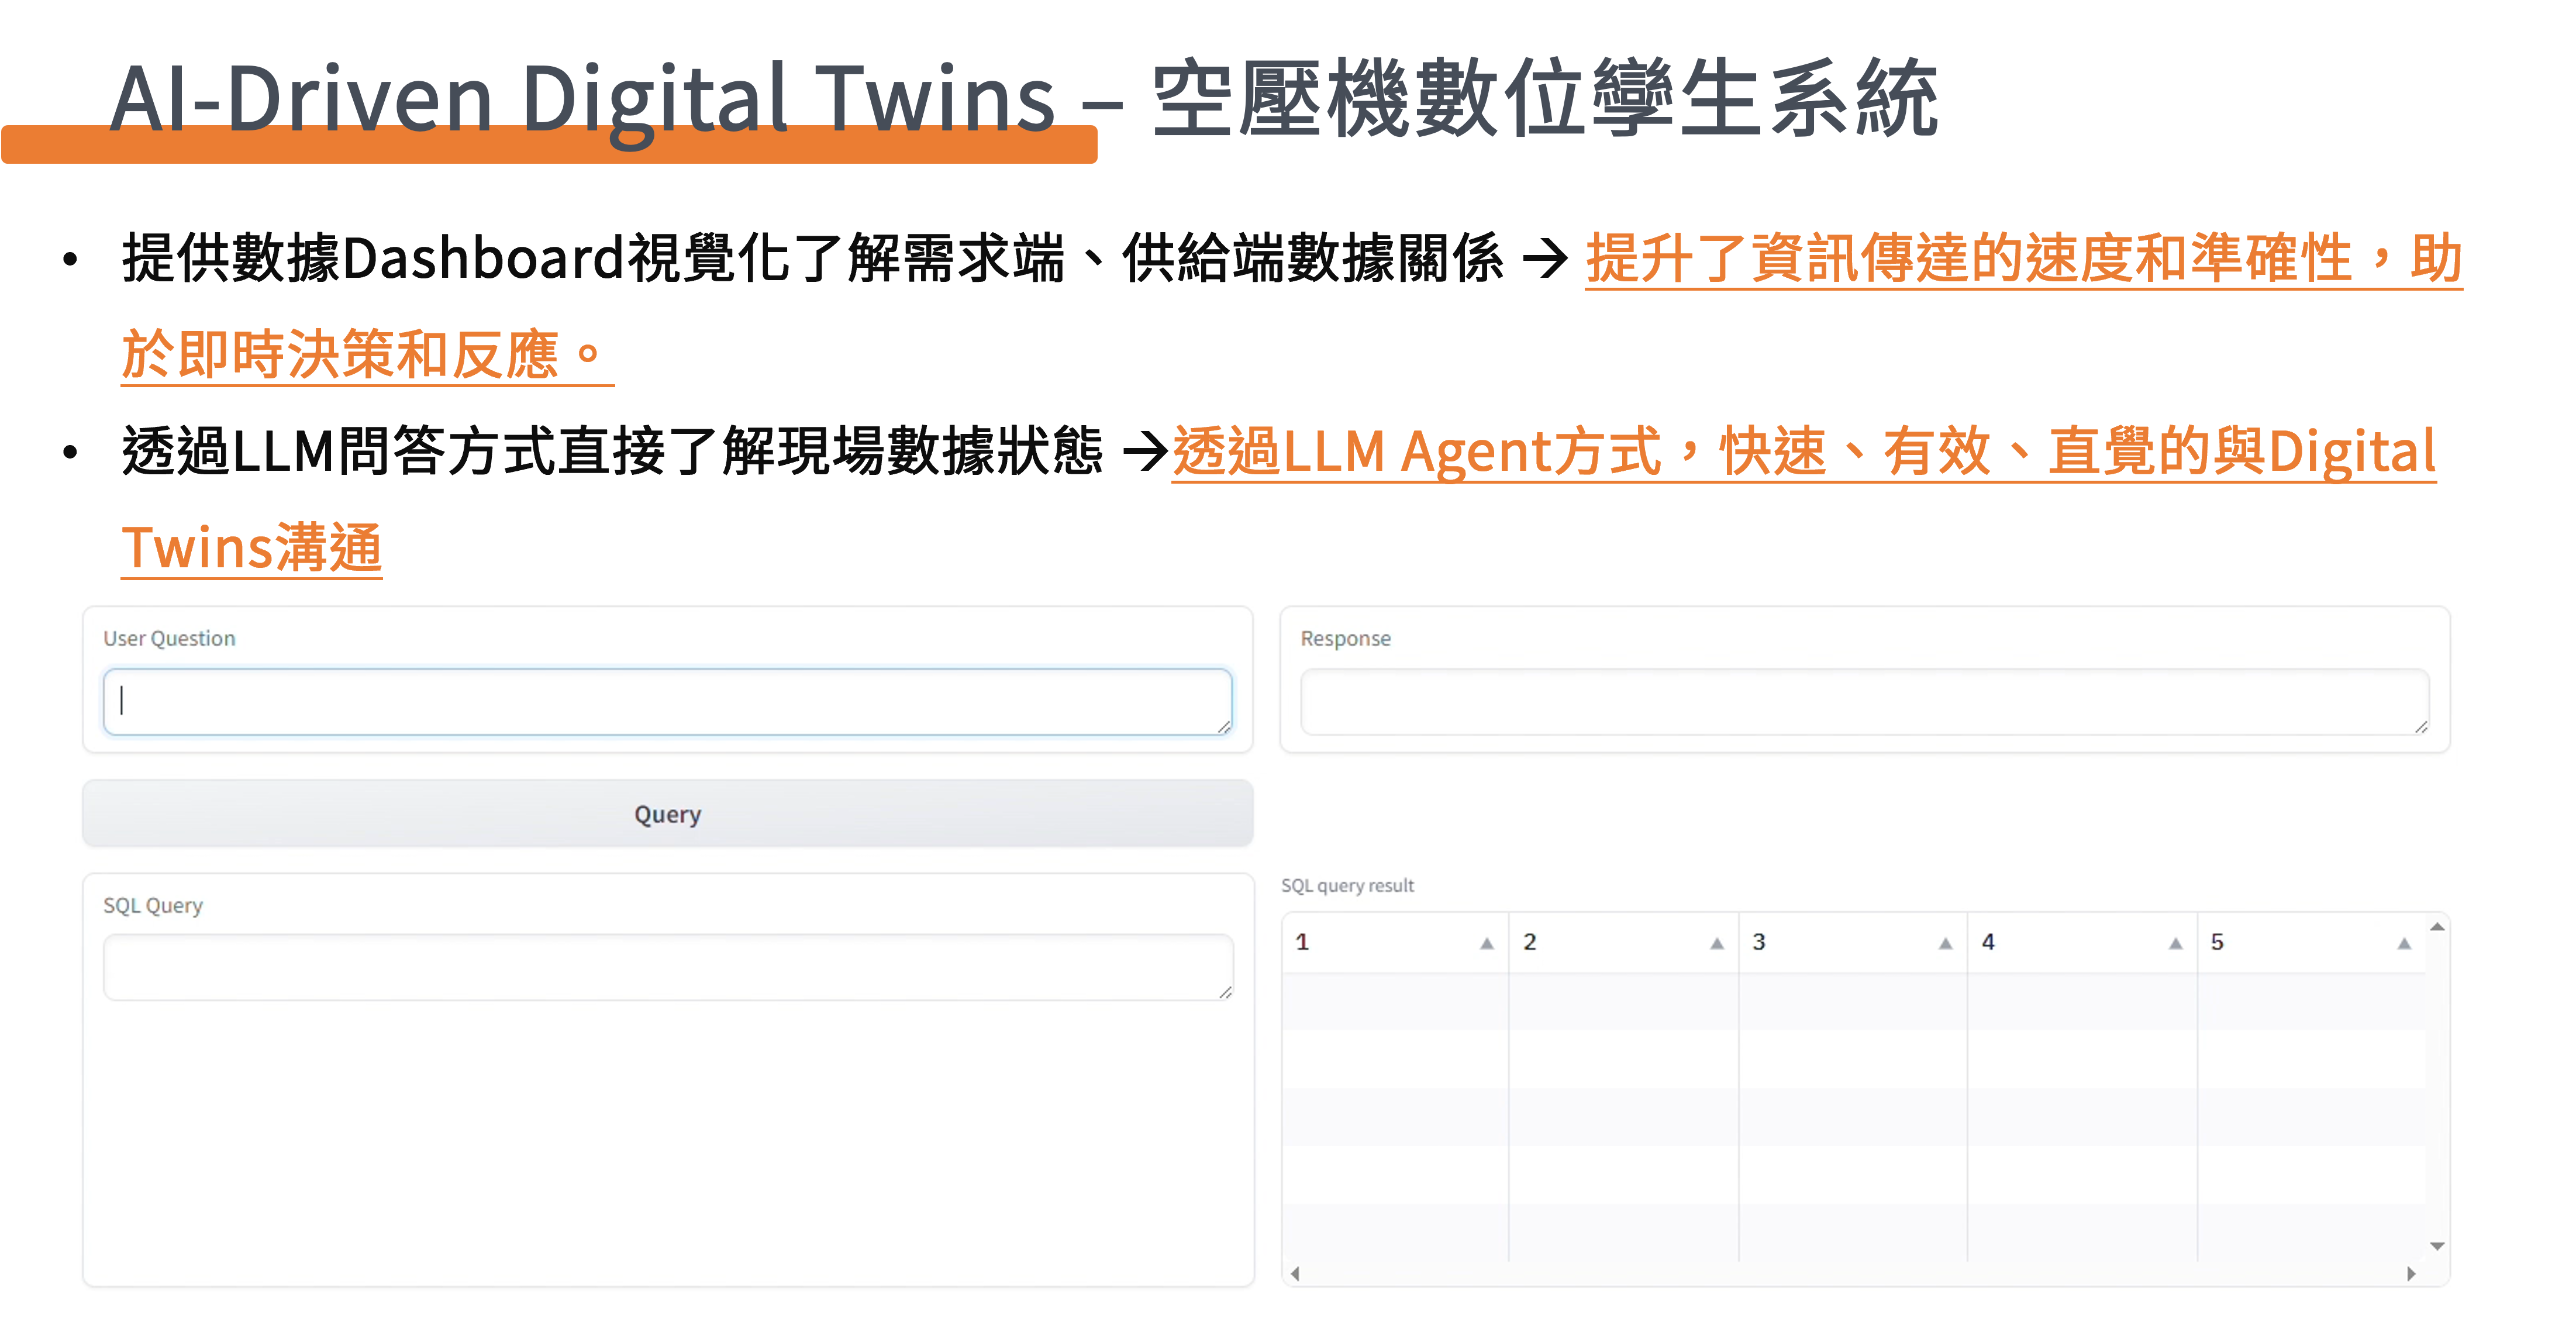 AI-Driven Digital Twins – 空壓機數位孿生系統
• 提供數據Dashboard視覺化了解需求端、供給端數據關係 → 提升了資訊傳達的速度和準確性，助
於即時決策和反應。
• 透過LLM問答方式直接了解現場數據狀態 →透過LLM Agent方式，快速、有效、直覺的與Digital
Twins溝通
User Question
Response
Query
SQL Query
SQL query result
1 2 3 4 5